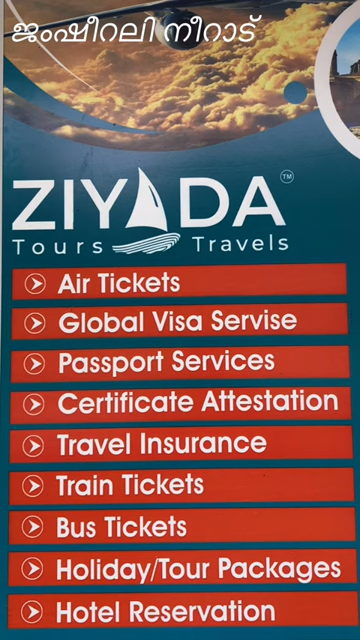 ജംഷീറലി നീറാട്
ZIYADA TM
Tours Travels
Air Tickets
Global Visa Servise
Passport Services
Certificate Attestation
Travel Insurance
Train Tickets
Bus Tickets
Holiday/Tour Packages
Hotel Reservation